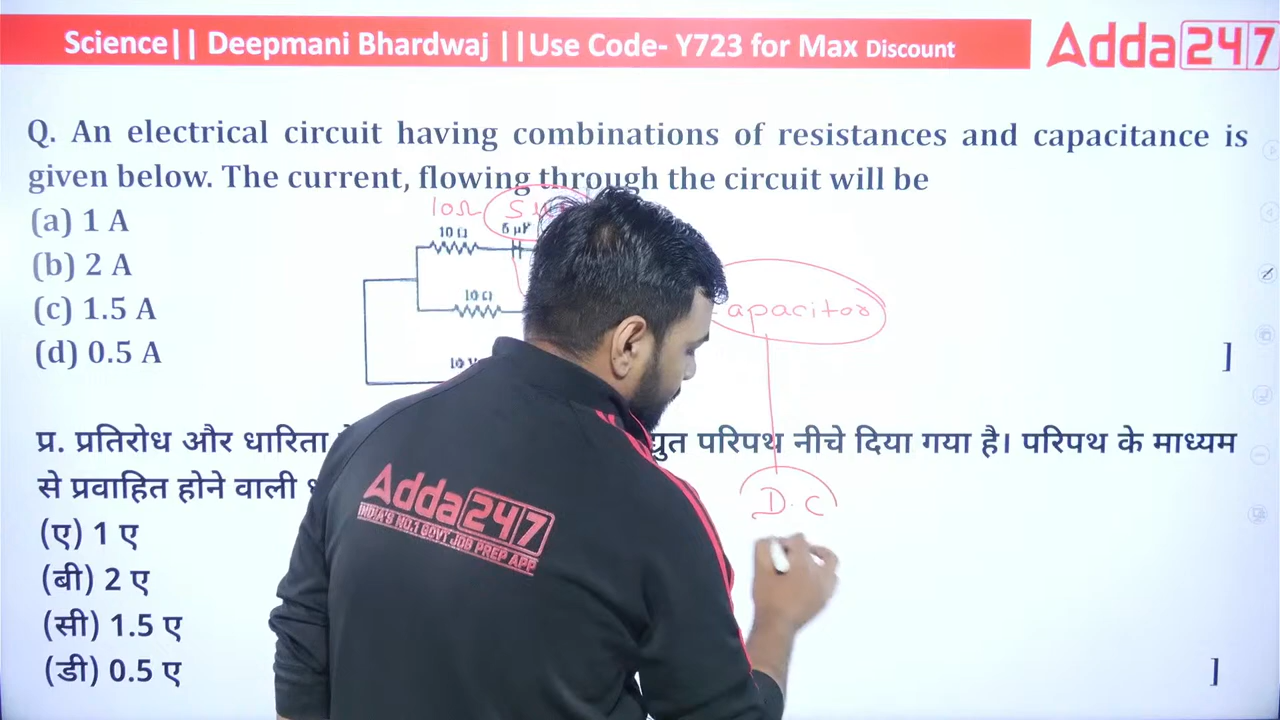 Science|| Deepmani Bhardwaj ||Use Code- Y723 for Max Discount
Adda247
Q. An electrical circuit having combinations of resistances and capacitance is
given below. The current, flowing through the circuit will be
(a) 1 A
(b) 2 A
(c) 1.5 A
(d) 0.5 A
]
10Ω
10 Ω
10 Ω
10 V
apacitor
D.C
प्र. प्रतिरोध और धारिता
परिपथ नीचे दिया गया है। परिपथ के माध्यम
से प्रवाहित होने वाली
(ए) 1 ए
(बी) 2 ए
(सी) 1.5 ए
(डी) 0.5 ए
]
Adda247
INDIA'S NO.1 GOVT JOB PREP APP